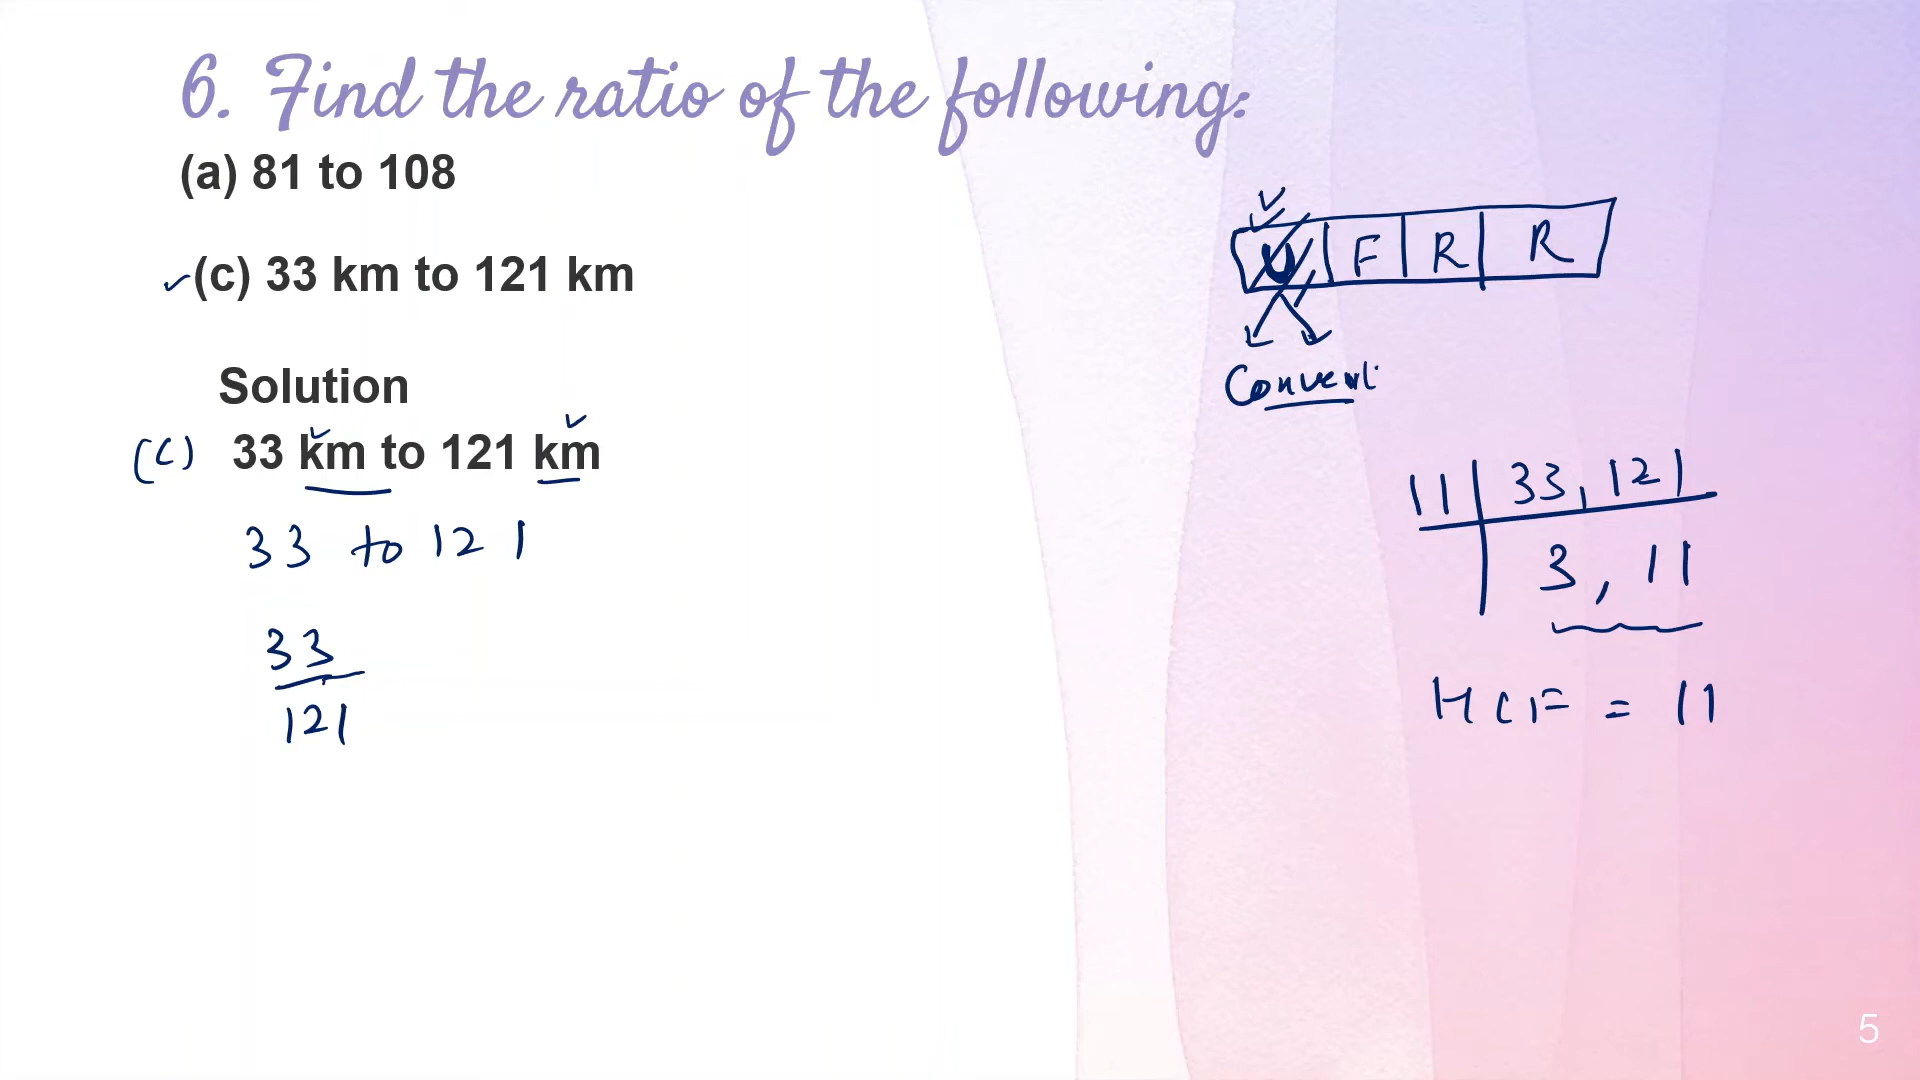 6. Find the ratio of the following:
(a) 81 to 108
(c) 33 km to 121 km
U F R R
Convert
Solution
(c) 33 km to 121 km
33 to 121
33
121
11 33, 121
3, 11
HCF = 11
5